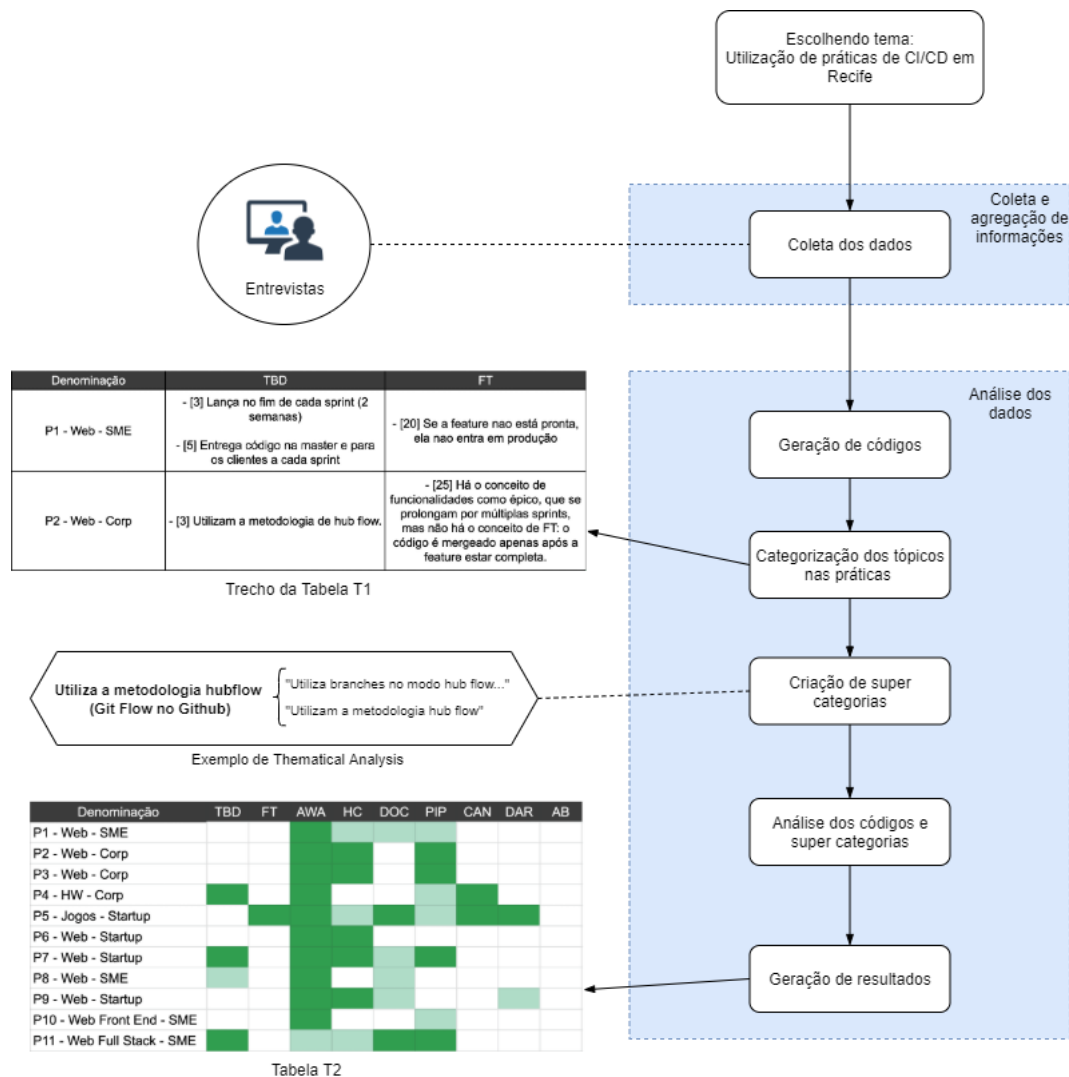 Escolhendo tema:
Utilização de práticas de CI/CD em
Recife
Coleta e
agregação de
informações
Coleta dos dados
Entrevistas
Análise dos
dados
Geração de códigos
Denominação TBD FT
P1 - Web - SME
- [3] Lança no fim de cada sprint (2
semanas)
- [5] Entrega código na master e para
os clientes a cada sprint
- [20] Se a feature nao está pronta,
ela nao entra em produção
P2 - Web - Corp
- [3] Utilizam a metodologia de hub flow.
- [25] Há o conceito de
funcionalidades como épico, que se
prolongam por múltiplas sprints,
mas não há o conceito de FT: o
código é mergeado apenas após a
feature estar completa.
Trecho da Tabela T1
Categorização dos tópicos
nas práticas
Utiliza a metodologia hubflow
(Git Flow no Github)
"Utiliza branches no modo hub flow..."
"Utilizam a metodologia hub flow"
Exemplo de Thematical Analysis
Criação de super
categorias
Análise dos códigos e
super categorias
Geração de resultados
Denominação TBD FT AWA HC DOC PIP CAN DAR AB
P1 - Web - SME
P2 - Web - Corp
P3 - Web - Corp
P4 - HW - Corp
P5 - Jogos - Startup
P6 - Web - Startup
P7 - Web - Startup
P8 - Web - SME
P9 - Web - Startup
P10 - Web Front End - SME
P11 - Web Full Stack - SME
Tabela T2